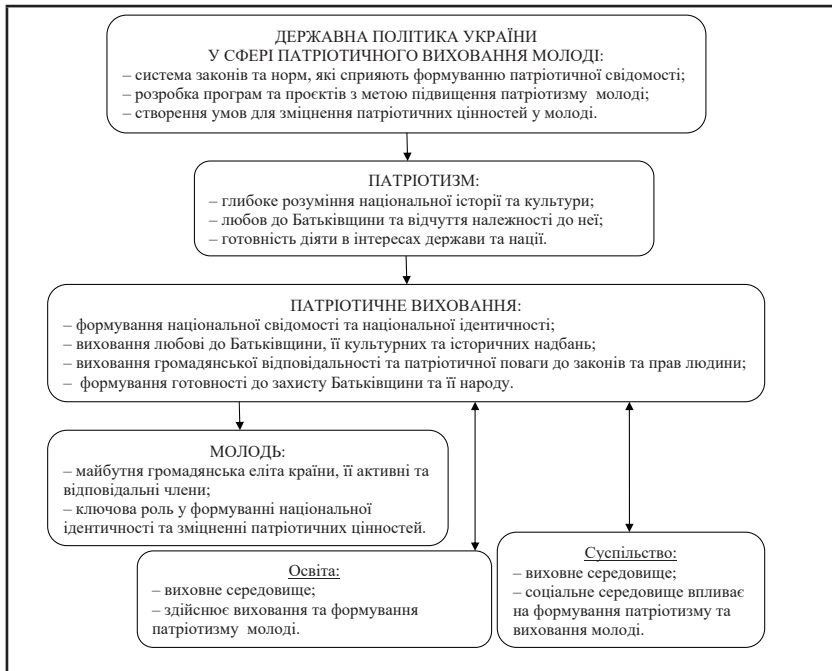 ДЕРЖАВНА ПОЛІТИКА УКРАЇНИ
У СФЕРІ ПАТРІОТИЧНОГО ВИХОВАННЯ МОЛОДІ:
– система законів та норм, які сприяють формуванню патріотичної свідомості;
– розробка програм та проєктів з метою підвищення патріотизму молоді;
– створення умов для зміцнення патріотичних цінностей у молоді.
ПАТРІОТИЗМ:
– глибоке розуміння національної історії та культури;
– любов до Батьківщини та відчуття належності до неї;
– готовність діяти в інтересах держави та нації.
ПАТРІОТИЧНЕ ВИХОВАННЯ:
– формування національної свідомості та національної ідентичності;
– виховання любові до Батьківщини, її культурних та історичних надбань;
– виховання громадянської відповідальності та патріотичної поваги до законів та прав людини;
– формування готовності до захисту Батьківщини та її народу.
МОЛОДЬ:
– майбутня громадянська еліта країни, її активні та
відповідальні члени;
– ключова роль у формуванні національної
ідентичності та зміцненні патріотичних цінностей.
Освіта:
– виховне середовище;
– здійснює виховання та формування
патріотизму молоді.
Суспільство:
– виховне середовище;
– соціальне середовище впливає
на формування патріотизму та
виховання молоді.